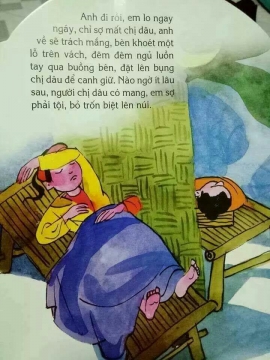 Anh đi rồi, em lo ngay
ngáy, chỉ sợ mất chị dâu, anh
về sẽ trách mắng, bèn khoét một
lỗ trên vách, đêm đêm ngủ luồn
tay qua buồng bên, đặt lên bụng
chị dâu để canh giữ. Nào ngờ ít lâu
sau, người chị dâu có mang, em sợ
phải tội, bỏ trốn biệt lên núi.